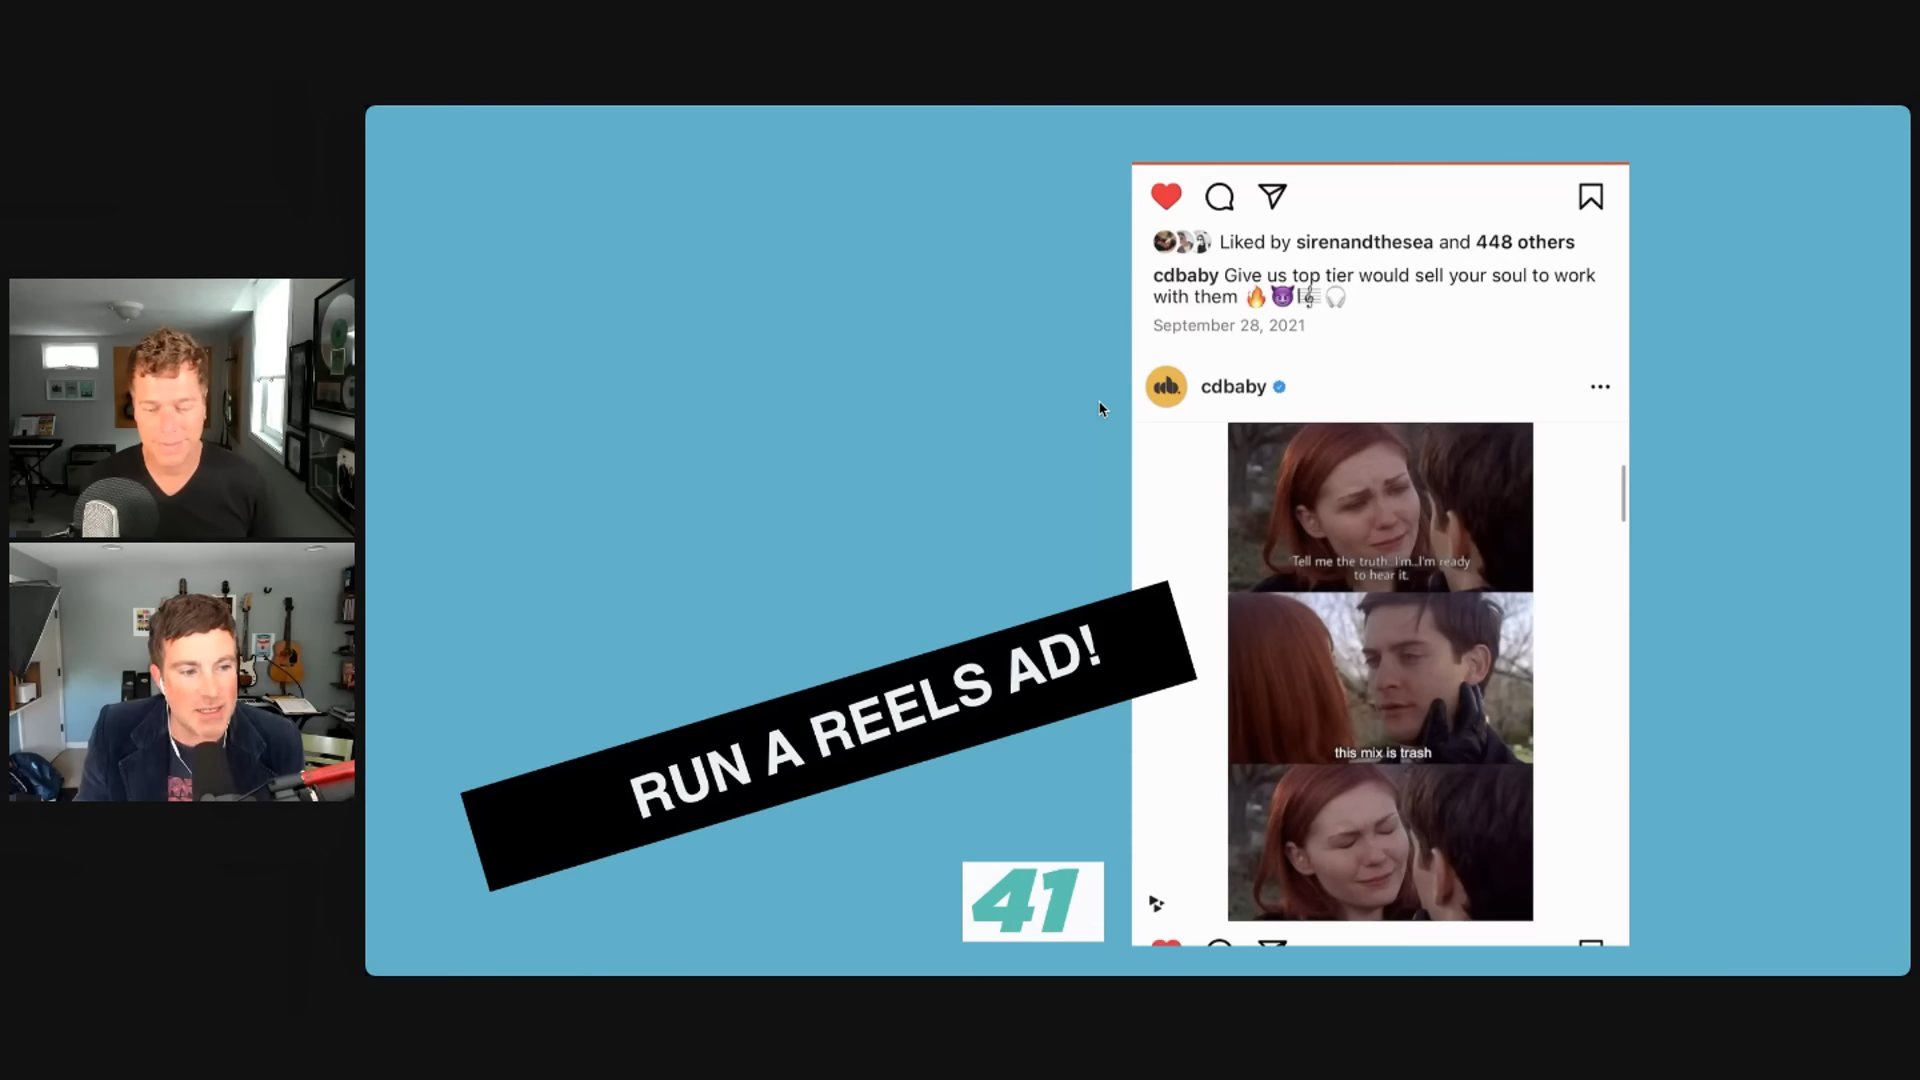 Liked by sirenandthesea and 448 others
cdbaby Give us top tier would sell your soul to work
with them 🔥😈🎼🎧
September 28, 2021
cdbaby
Tell me the truth...I'm...I'm ready
to hear it.
this mix is trash
RUN A REELS AD!
41